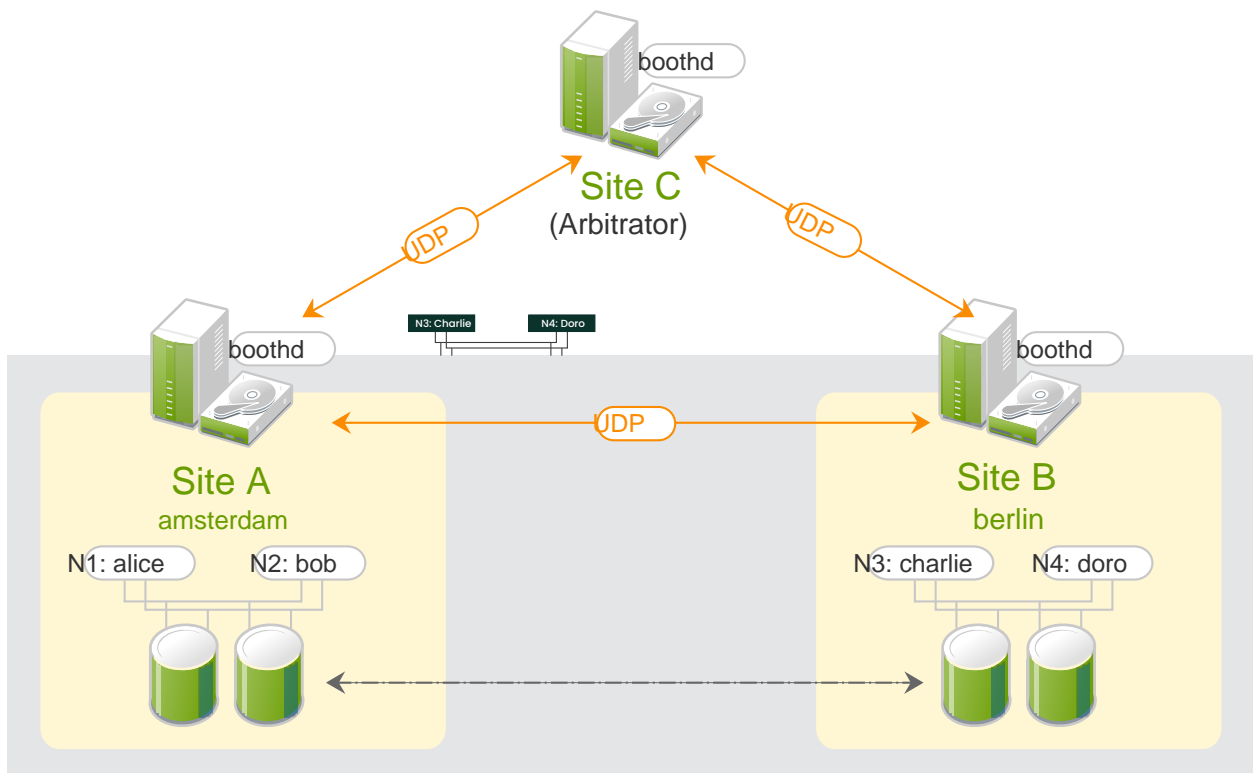 boothd
Site C
(Arbitrator)
UDP
UDP
N3: Charlie
N4: Doro
boothd
boothd
UDP
Site A
amsterdam
Site B
berlin
N1: alice
N2: bob
N3: charlie
N4: doro